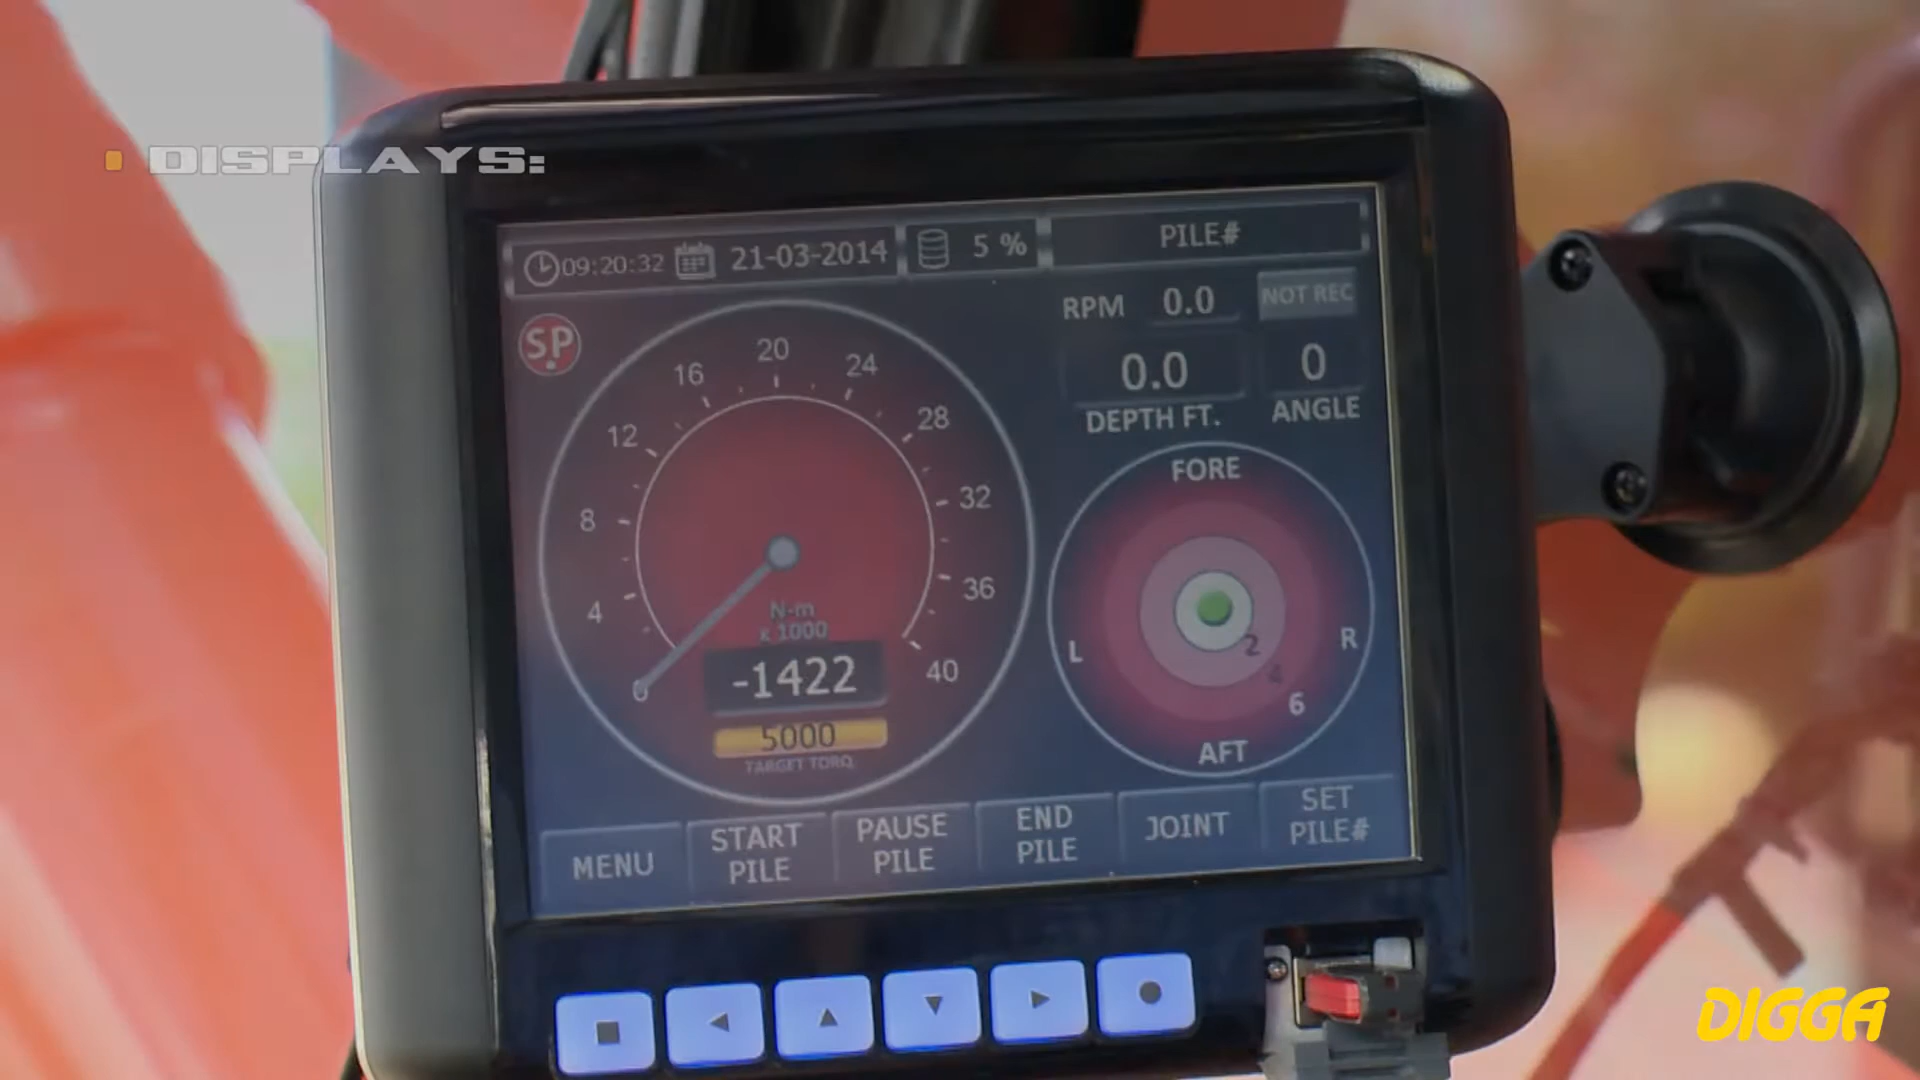 DISPLAYS:
09:20:32
21-03-2014
5 %
PILE#
SP
RPM 0.0
NOT REC
0.0
0
DEPTH FT.
ANGLE
0
4
8
12
16
20
24
28
32
36
40
N-m
x 1000
-1422
5000
TARGET TORQ.
FORE
L
R
2
4
6
AFT
MENU
START
PILE
PAUSE
PILE
END
PILE
JOINT
SET
PILE#
DIGGA